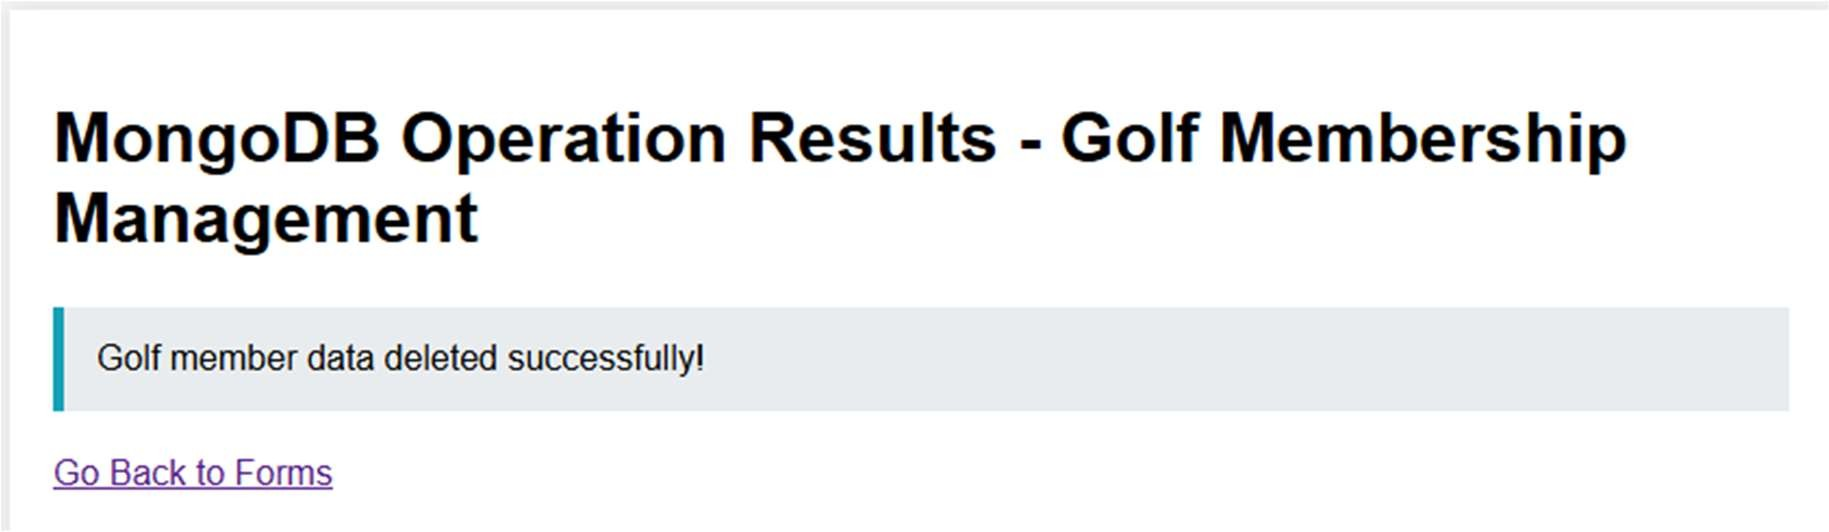 MongoDB Operation Results - Golf Membership
Management
Golf member data deleted successfully!
Go Back to Forms